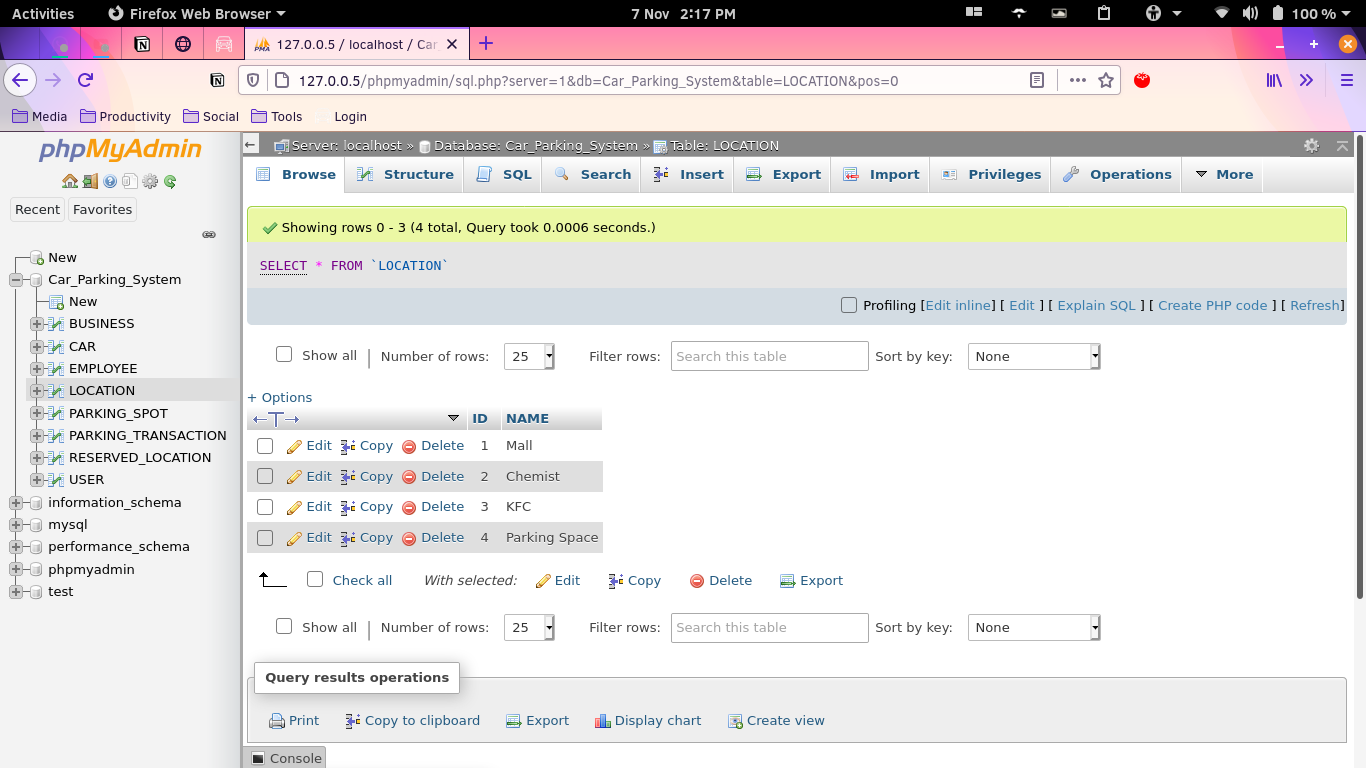 Activities Firefox Web Browser 7 Nov 2:17 PM 100 %
127.0.0.5 / localhost / Car
127.0.0.5/phpmyadmin/sql.php?server=1&db=Car_Parking_System&table=LOCATION&pos=0
Media Productivity Social Tools Login
phpMyAdmin
Recent Favorites
New
Car_Parking_System
New
BUSINESS
CAR
EMPLOYEE
LOCATION
PARKING_SPOT
PARKING_TRANSACTION
RESERVED_LOCATION
USER
information_schema
mysql
performance_schema
phpmyadmin
test
Server: localhost » Database: Car_Parking_System » Table: LOCATION
Browse Structure SQL Search Insert Export Import Privileges Operations More
Showing rows 0 - 3 (4 total, Query took 0.0006 seconds.)
SELECT * FROM `LOCATION`
Profiling [Edit inline] [ Edit ] [ Explain SQL ] [ Create PHP code ] [ Refresh]
Show all | Number of rows: 25 Filter rows: Search this table Sort by key: None
+ Options
←T→ ID NAME
Edit Copy Delete 1 Mall
Edit Copy Delete 2 Chemist
Edit Copy Delete 3 KFC
Edit Copy Delete 4 Parking Space
Check all With selected: Edit Copy Delete Export
Show all | Number of rows: 25 Filter rows: Search this table Sort by key: None
Query results operations
Print Copy to clipboard Export Display chart Create view
Console